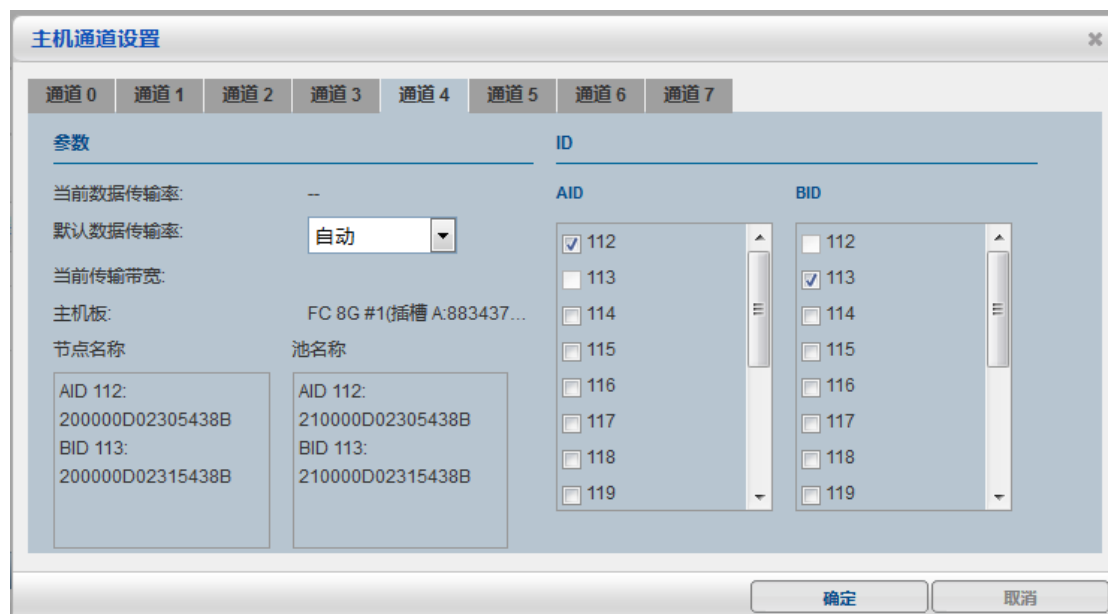 主机通道设置
通道 0 通道 1 通道 2 通道 3 通道 4 通道 5 通道 6 通道 7
参数
当前数据传输率: --
默认数据传输率: 自动
当前传输带宽:
主机板: FC 8G #1(插槽 A:883437...
节点名称 池名称
AID 112:
200000D02305438B
BID 113:
200000D02315438B
AID 112:
210000D02305438B
BID 113:
210000D02315438B
ID
AID
112
113
114
115
116
117
118
119
BID
112
113
114
115
116
117
118
119
确定 取消